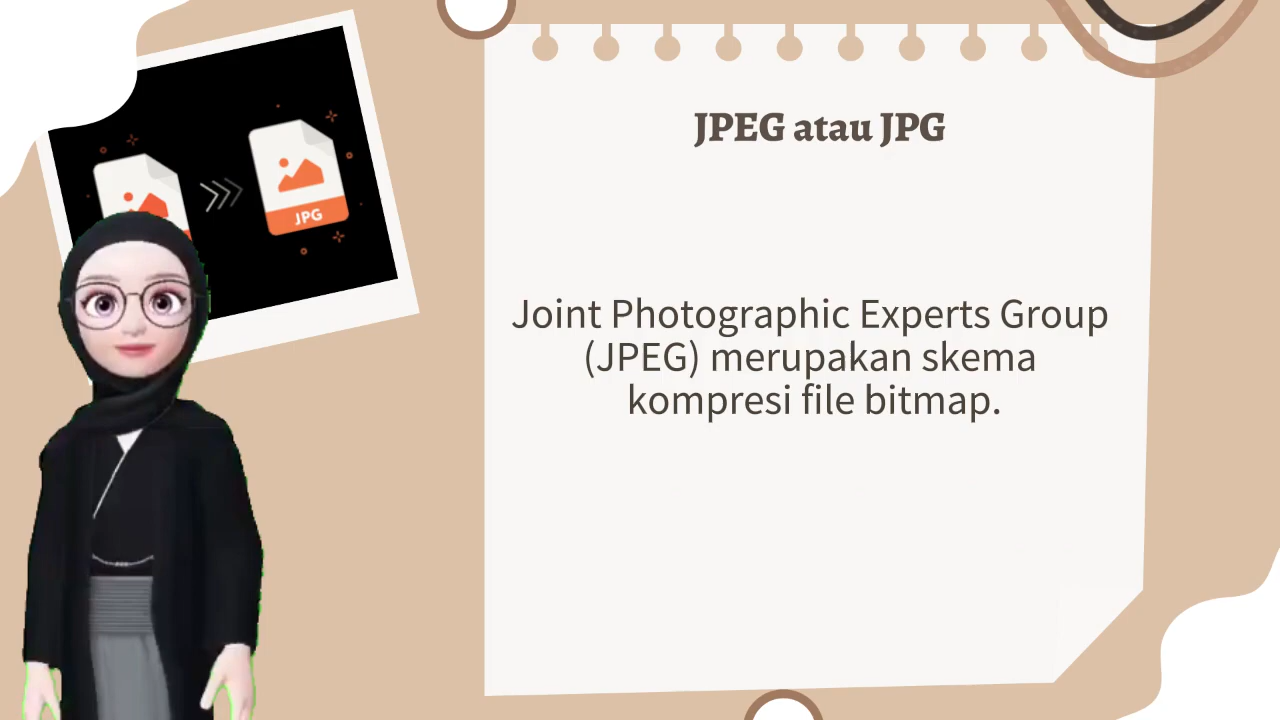 JPEG atau JPG
JPG
Joint Photographic Experts Group
(JPEG) merupakan skema
kompresi file bitmap.